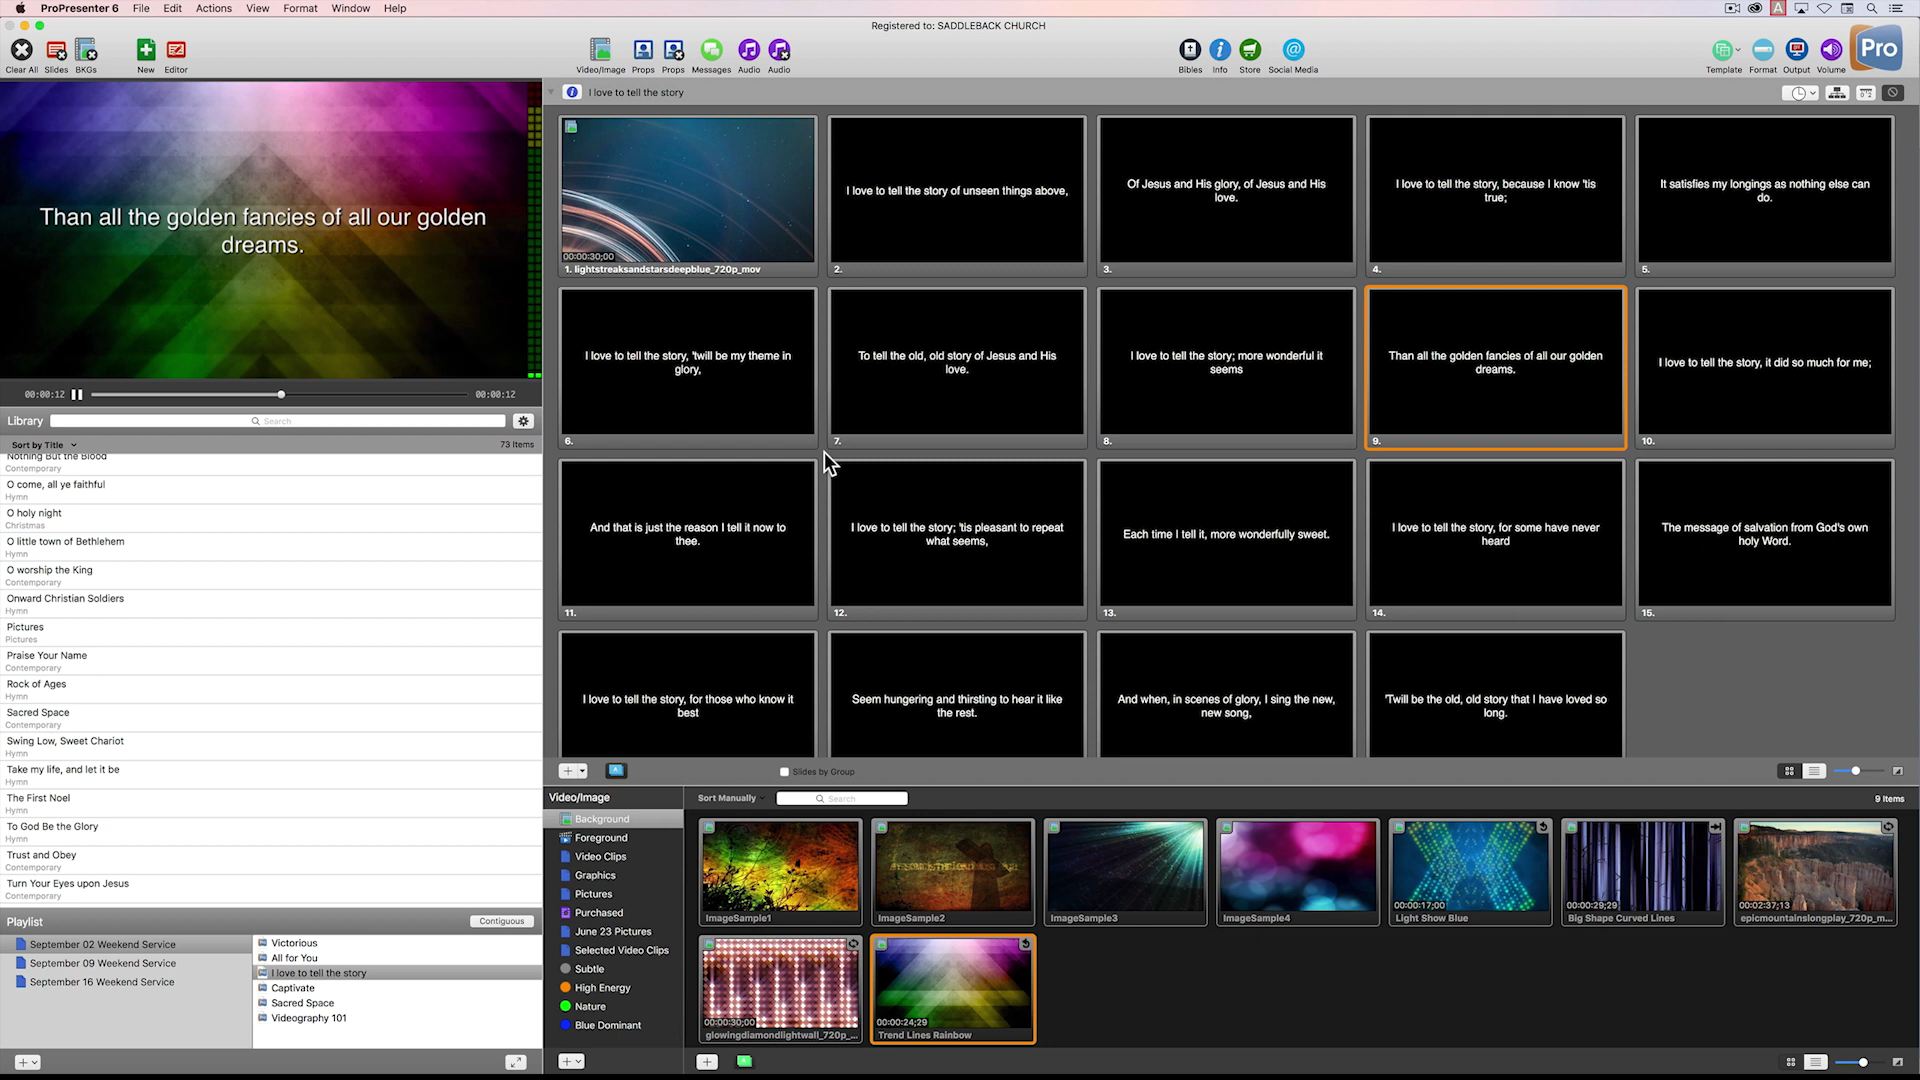 ProPresenter 6 File Edit Actions View Format Window Help
Registered to: SADDLEBACK CHURCH
Clear All Slides BKGs New Editor Video/Image Props Props Messages Audio Audio Bibles Info Store Social Media Template Format Output Volume Pro
I love to tell the story
Than all the golden fancies of all our golden
dreams.
00:00:12 00:00:12
Library Search
Sort by Title 73 Items
Nothing But the Blood
Contemporary
O come, all ye faithful
Hymn
O holy night
Christmas
O little town of Bethlehem
Hymn
O worship the King
Contemporary
Onward Christian Soldiers
Hymn
Pictures
Pictures
Praise Your Name
Contemporary
Rock of Ages
Hymn
Sacred Space
Contemporary
Swing Low, Sweet Chariot
Hymn
Take my life, and let it be
Hymn
The First Noel
Hymn
To God Be the Glory
Hymn
Trust and Obey
Contemporary
Turn Your Eyes upon Jesus
Contemporary
Playlist Contiguous
September 02 Weekend Service
September 09 Weekend Service
September 16 Weekend Service
Victorious
All for You
I love to tell the story
Captivate
Sacred Space
Videography 101
00:00:30;00
1. lightstreaksandstarsdeepblue_720p_mov
I love to tell the story of unseen things above,
2.
Of Jesus and His glory, of Jesus and His
love.
3.
I love to tell the story, because I know 'tis
true;
4.
It satisfies my longings as nothing else can
do.
5.
I love to tell the story, 'twill be my theme in
glory,
6.
To tell the old, old story of Jesus and His
love.
7.
I love to tell the story; more wonderful it
seems
8.
Than all the golden fancies of all our golden
dreams.
9.
I love to tell the story, it did so much for me;
10.
And that is just the reason I tell it now to
thee.
11.
I love to tell the story; 'tis pleasant to repeat
what seems,
12.
Each time I tell it, more wonderfully sweet.
13.
I love to tell the story, for some have never
heard
14.
The message of salvation from God's own
holy Word.
15.
I love to tell the story, for those who know it
best
Seem hungering and thirsting to hear it like
the rest.
And when, in scenes of glory, I sing the new,
new song,
'Twill be the old, old story that I have loved so
long.
Slides by Group
Video/Image
Background
Foreground
Video Clips
Graphics
Pictures
Purchased
June 23 Pictures
Selected Video Clips
Subtle
High Energy
Nature
Blue Dominant
Sort Manually Search 9 Items
ImageSample1
ImageSample2
ImageSample3
ImageSample4
00:00:17;00
Light Show Blue
00:00:29;29
Big Shape Curved Lines
00:02:37;13
epicmountainslongplay_720p_m...
00:00:30;00
glowingdiamondlightwall_720p_...
00:00:24;29
Trend Lines Rainbow